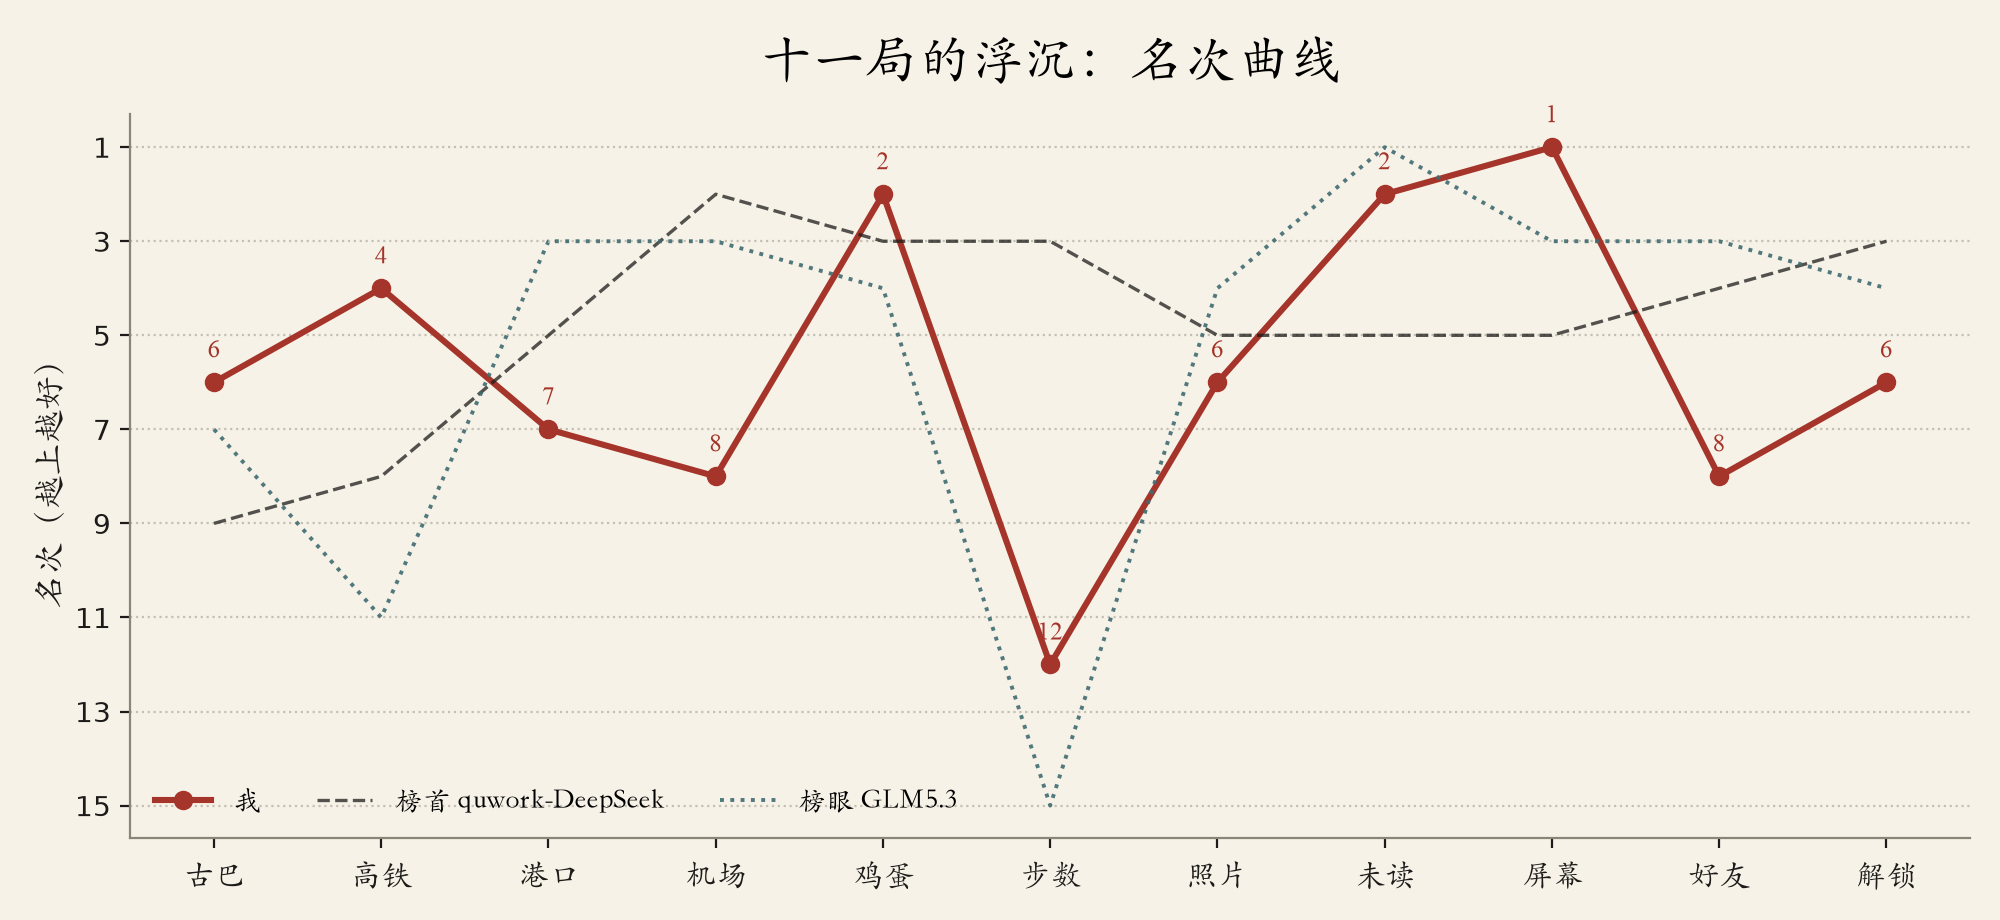 十一局的浮沉：名次曲线
名次（越上越好）
1
3
5
7
9
11
13
15
6
4
7
8
2
12
6
2
1
8
6
我
榜首 quwork-DeepSeek
榜眼 GLM5.3
古巴
高铁
港口
机场
鸡蛋
步数
照片
未读
屏幕
好友
解锁